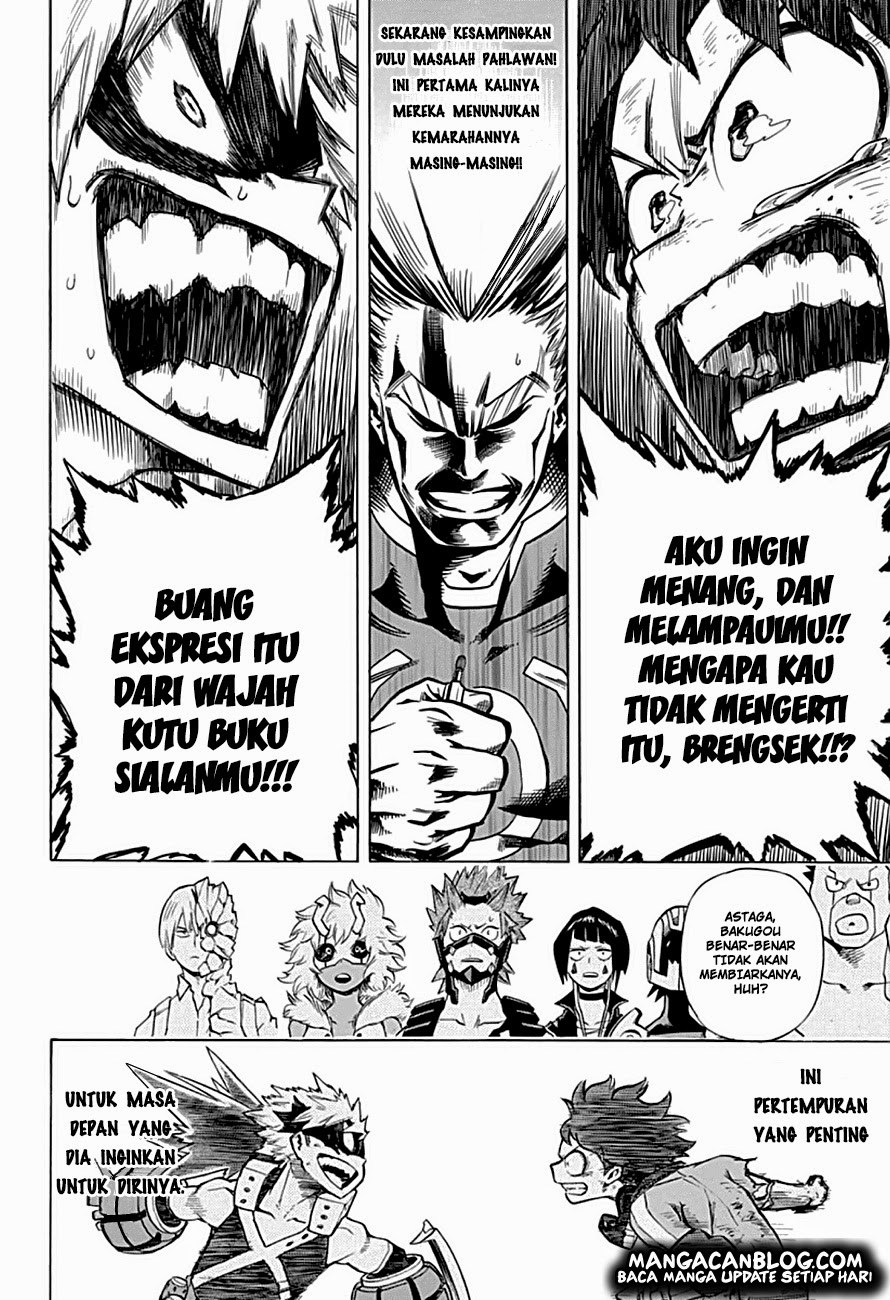 AKU INGIN
MENANG, DAN
MELAMPAUIMU!!
MENGAPA KAU
TIDAK MENGERTI
ITU, BRENGSEK!!?
SEKARANG KESAMPINGKAN
DULU MASALAH PAHLAWAN!
INI PERTAMA KALINYA
MEREKA MENUNJUKAN
KEMARAHANNYA
MASING-MASING!!
BUANG
EKSPRESI ITU
DARI WAJAH
KUTU BUKU
SIALANMU!!!
ASTAGA,
BAKUGOU
BENAR-BENAR
TIDAK AKAN
MEMBIARKANYA,
HUH?
INI
PERTEMPURAN
YANG PENTING
UNTUK MASA
DEPAN YANG
DIA INGINKAN
UNTUK DIRINYA?
MANGACANBLOG.COM
BACA MANGA UPDATE SETIAP HARI